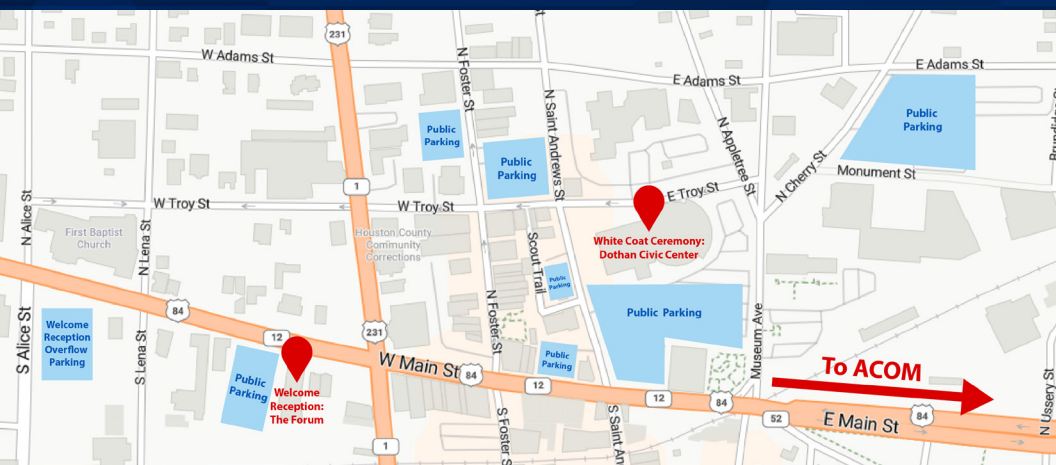 231
W Adams St
N Foster St
St
E Adams St
E Adams St
Public
Parking
Public
Parking
Public
Parking
N Saint Andrews St
N Appletree St
N Cherry St
Monument St
1
N Alice St
W Troy St
W Troy St
E Troy St
First Baptist
Church
N Lena St
Houston County
Community
Corrections
Scout Trail
White Coat Ceremony:
Dothan Civic Center
Public
Parking
84
Public Parking
S Alice St
Welcome
Reception
Overflow
Parking
S Lena St
12
231
N Foster St
Museum Ave
W Main St
84
Public
Parking
12
12
84
To ACOM
Public
Parking
Welcome
Reception:
The Forum
52
E Main St
84
N Ussery St
S Foster S
S Saint An
1